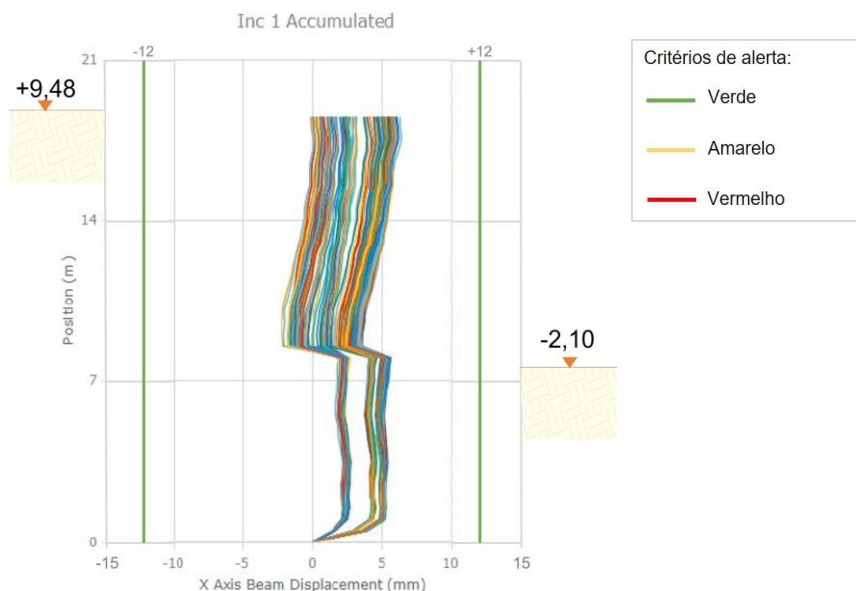 Inc 1 Accumulated
-12
+12
21
14
7
0
-15
-10
-5
0
5
10
15
Position (m)
X Axis Beam Displacement (mm)
+9,48
-2,10
Critérios de alerta:
Verde
Amarelo
Vermelho